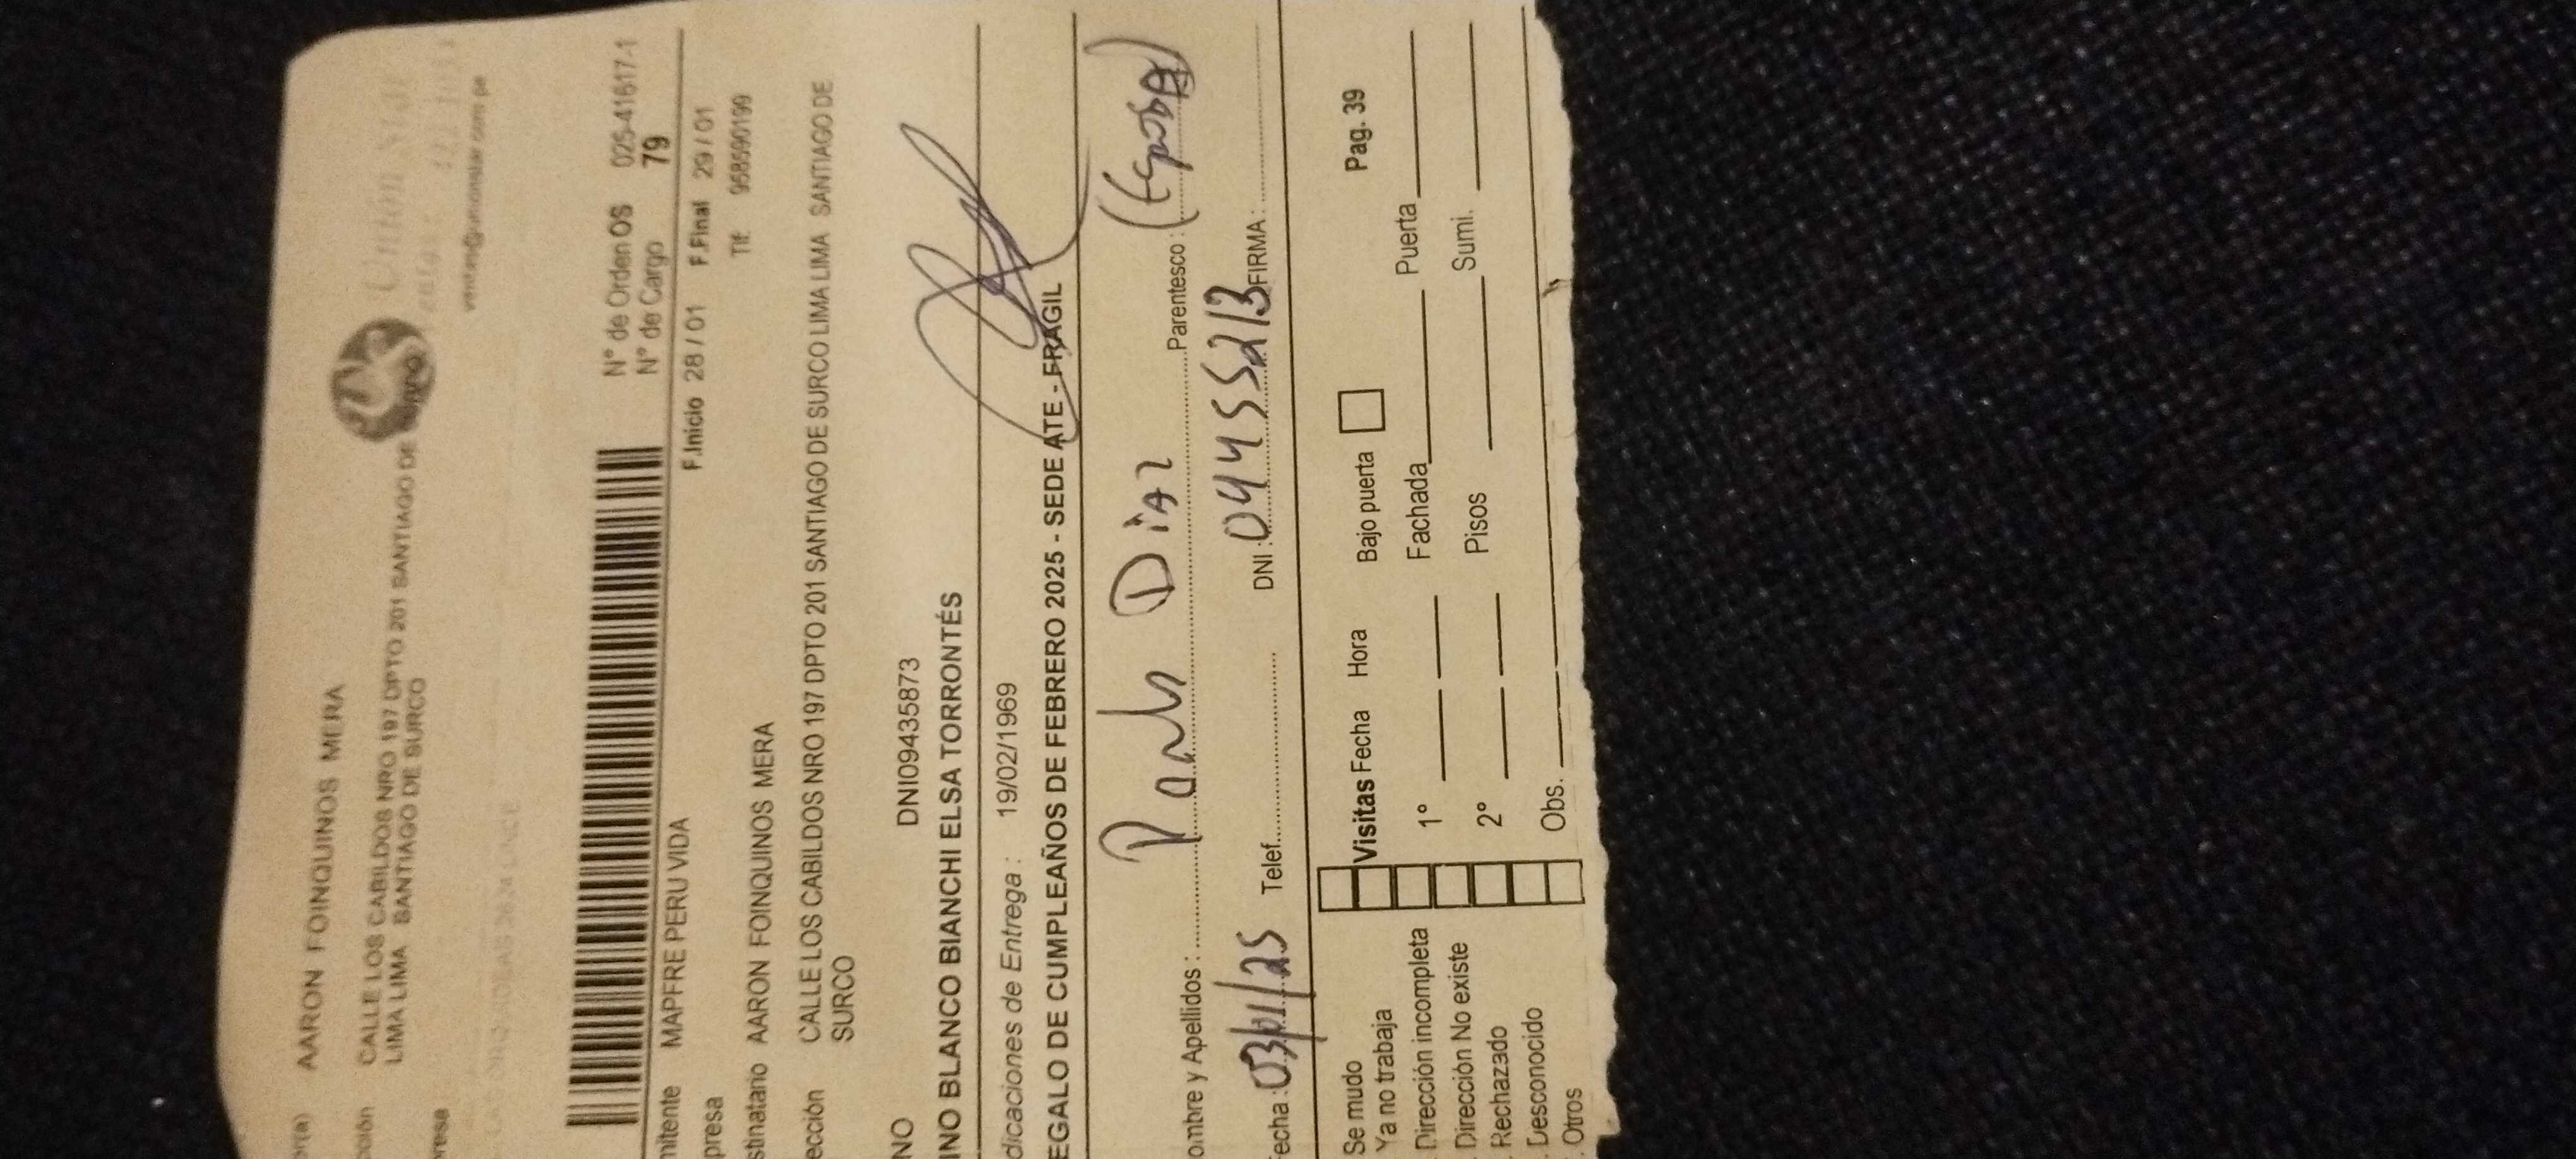 AARON FOINQUINOS MERA
CALLE LOS CABILDOS NRO 197 DPTO 201 SANTIAGO DE
LIMA LIMA SANTIAGO DE SURCO
N° de Orden OS 025-41617-1
N° de Cargo 79
F.Inicio 28 / 01 F.Final 29 / 01
mitente MAPFRE PERU VIDA
presa Tlf:
stinatario AARON FOINQUINOS MERA
ección CALLE LOS CABILDOS NRO 197 DPTO 201 SANTIAGO DE SURCO LIMA LIMA SANTIAGO DE
SURCO
NO DNI09435873
INO BLANCO BIANCHI ELSA TORRONTÉS
dicaciones de Entrega : 19/02/1969
EGALO DE CUMPLEAÑOS DE FEBRERO 2025 - SEDE ATE - FRAGIL
ombre y Apellidos : Diaz Parentesco : (Esposa)
echa : 03/01/25 Telef. DNI : 04455213 FIRMA:
Se mudo
Ya no trabaja
Dirección incompleta
Dirección No existe
Rechazado
Desconocido
Otros
Visitas Fecha Hora Bajo puerta Pag. 39
1° Fachada Puerta
2° Pisos Sumi.
Obs.